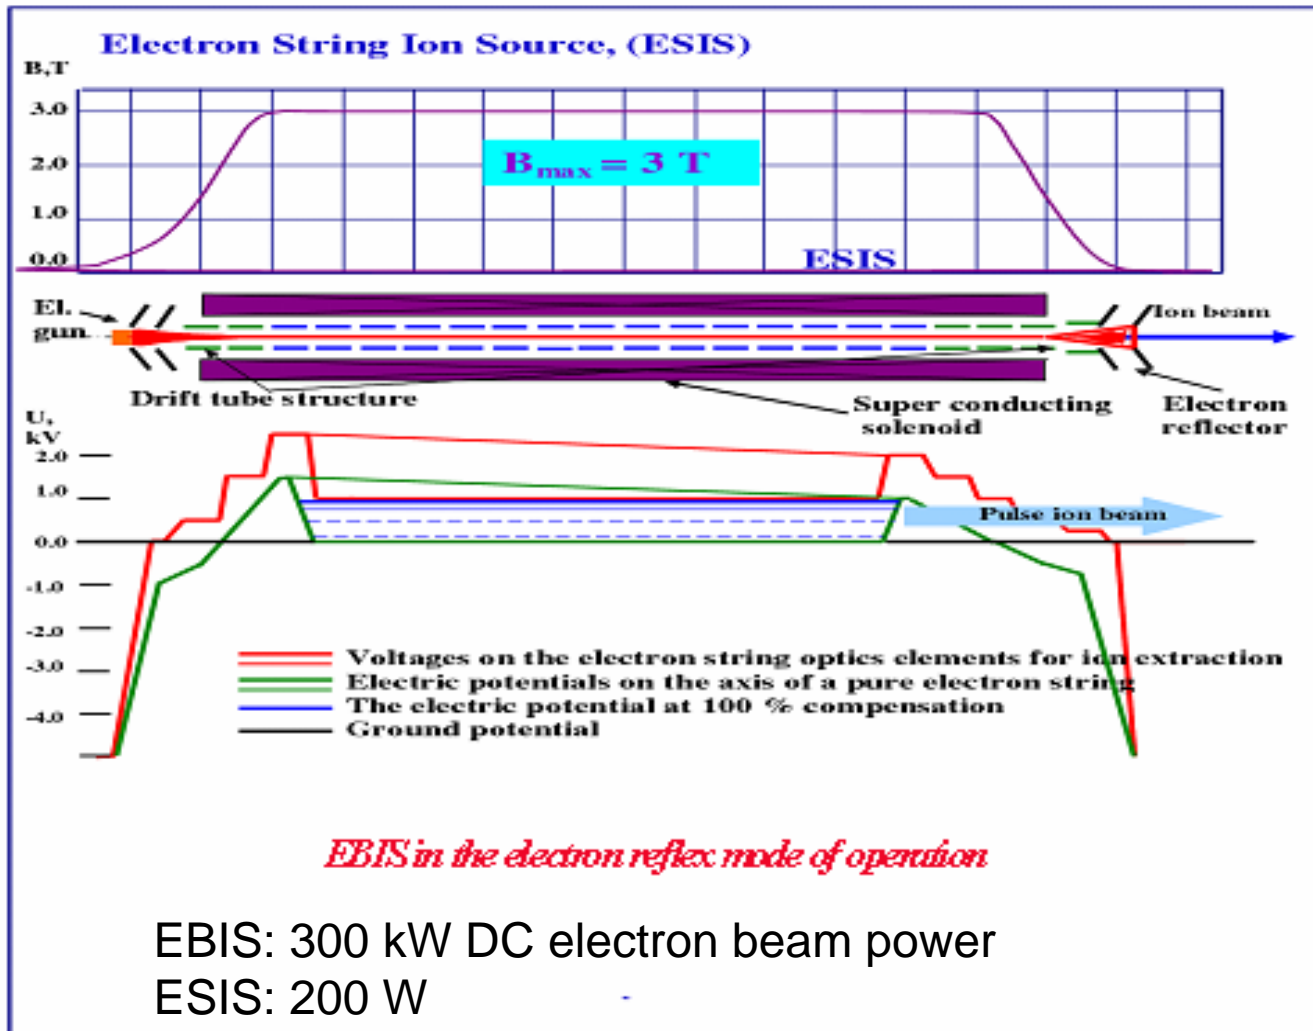 Electron String Ion Source, (ESIS)
B,T
3.0
2.0
1.0
0.0
Bmax = 3 T
ESIS
El.
gun
Ion beam
Drift tube structure
Super conducting
solenoid
Electron
reflector
U,
kV
2.0
1.0
0.0
-1.0
-2.0
-3.0
-4.0
Pulse ion beam
Voltages on the electron string optics elements for ion extraction
Electric potentials on the axis of a pure electron string
The electric potential at 100 % compensation
Ground potential
EBIS in the electron reflex mode of operation
EBIS: 300 kW DC electron beam power
ESIS: 200 W